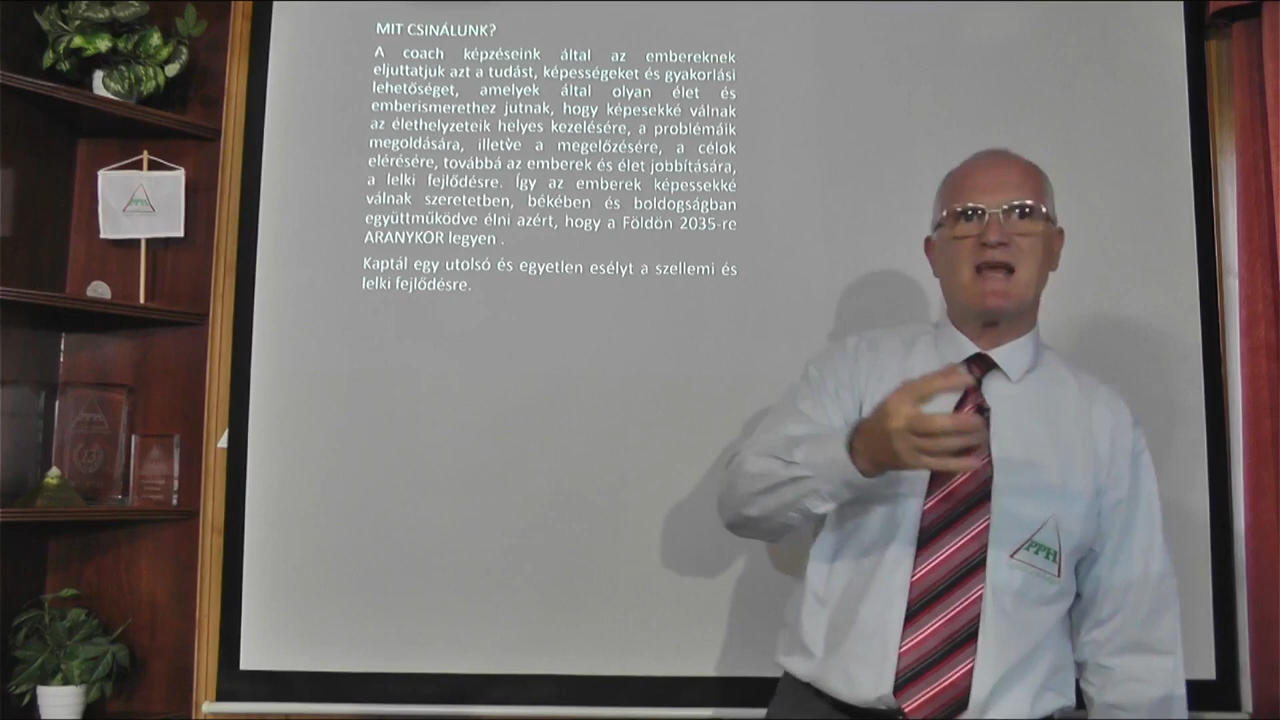 MIT CSINÁLUNK?
A coach képzéseink által az embereknek
eljuttatjuk azt a tudást, képességeket és gyakorlási
lehetőséget, amelyek által olyan élet és
emberismerethez jutnak, hogy képesekké válnak
az élethelyzeteik helyes kezelésére, a problémáik
megoldására, illetve a megelőzésére, a célok
elérésére, továbbá az emberek és élet jobbítására,
a lelki fejlődésre. Így az emberek képessekké
válnak szeretetben, békében és boldogságban
együttműködve élni azért, hogy a Földön 2035-re
ARANYKOR legyen .
Kaptál egy utolsó és egyetlen esélyt a szellemi és
lelki fejlődésre.
PPH
PPH